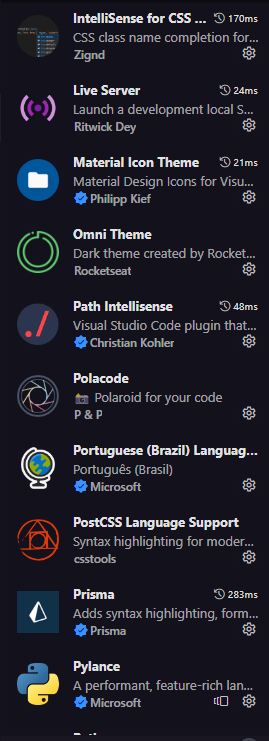 IntelliSense for CSS ... 170ms
CSS class name completion for...
Zignd
Live Server 24ms
Launch a development local S...
Ritwick Dey
Material Icon Theme 21ms
Material Design Icons for Visu...
Philipp Kief
Omni Theme
Dark theme created by Rocket...
Rocketseat
Path Intellisense 48ms
Visual Studio Code plugin that...
Christian Kohler
Polacode
📸 Polaroid for your code
P & P
Portuguese (Brazil) Languag...
Português (Brasil)
Microsoft
PostCSS Language Support
Syntax highlighting for moder...
csstools
Prisma 283ms
Adds syntax highlighting, form...
Prisma
Pylance
A performant, feature-rich lan...
Microsoft